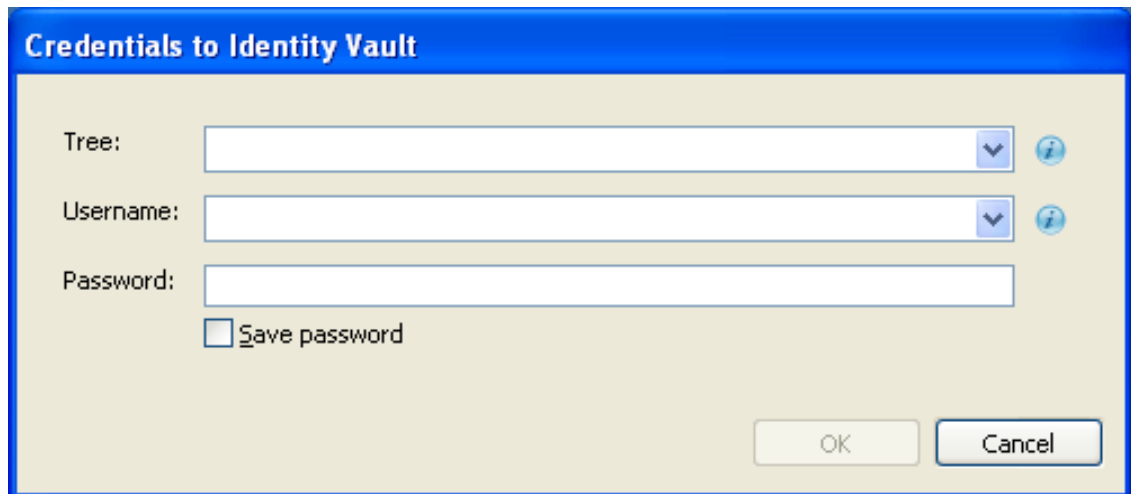 Credentials to Identity Vault
Tree:
Username:
Password:
Save password
OK Cancel